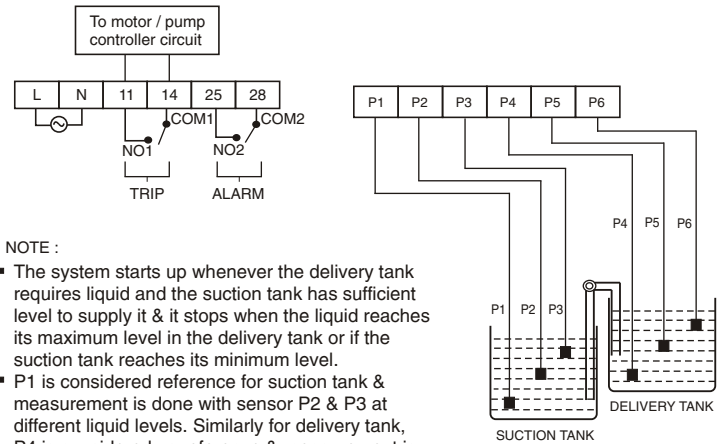 To motor / pump
controller circuit
L N 11 14 25 28
COM1 COM2
NO1 NO2
TRIP ALARM
P1 P2 P3 P4 P5 P6
P4 P5 P6
P1 P2 P3
SUCTION TANK
DELIVERY TANK
NOTE :
▪ The system starts up whenever the delivery tank
requires liquid and the suction tank has sufficient
level to supply it & it stops when the liquid reaches
its maximum level in the delivery tank or if the
suction tank reaches its minimum level.
▪ P1 is considered reference for suction tank &
measurement is done with sensor P2 & P3 at
different liquid levels. Similarly for delivery tank,